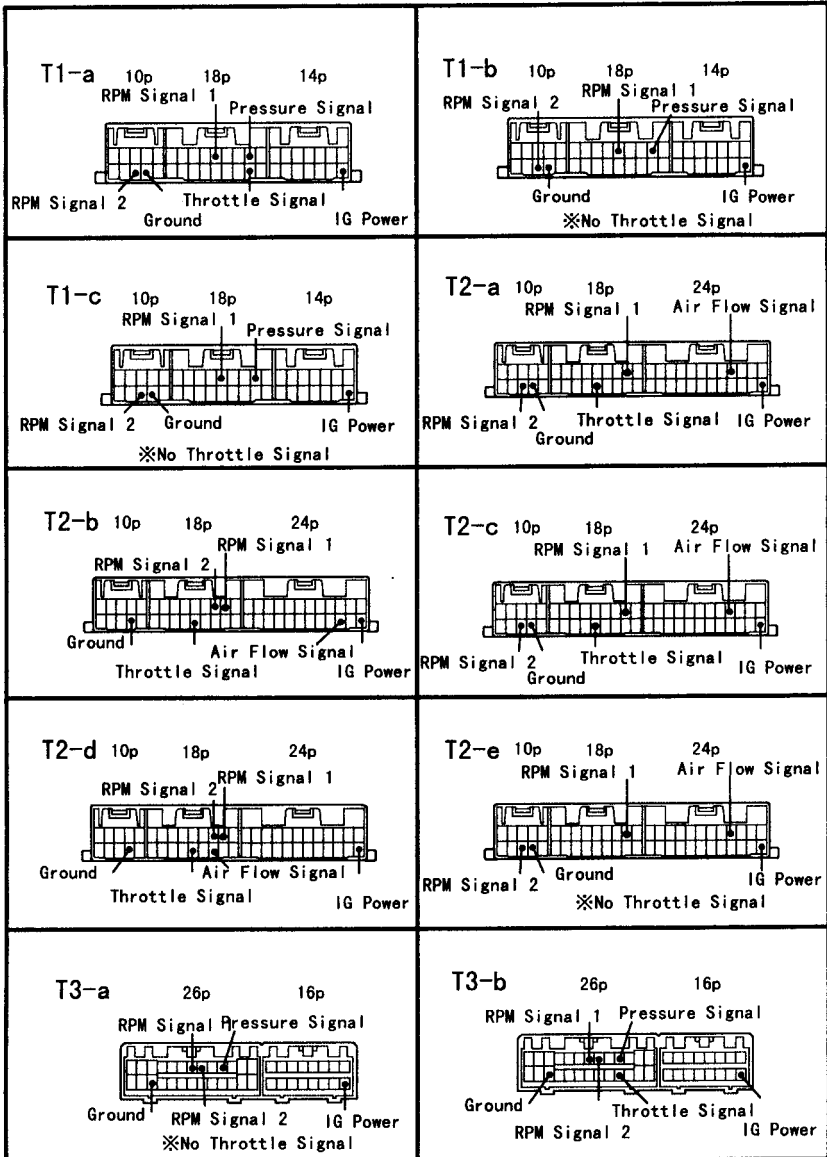 T1-a 10p 18p 14p
RPM Signal 1
Pressure Signal
RPM Signal 2
Throttle Signal
IG Power
Ground
T1-b 10p 18p 14p
RPM Signal 2
RPM Signal 1
Pressure Signal
Ground
IG Power
※No Throttle Signal
T1-c 10p 18p 14p
RPM Signal 1
Pressure Signal
RPM Signal 2
Ground
IG Power
※No Throttle Signal
T2-a 10p 18p 24p
RPM Signal 1
Air Flow Signal
RPM Signal 2
Throttle Signal
IG Power
Ground
T2-b 10p 18p 24p
RPM Signal 1
RPM Signal 2
Ground
Air Flow Signal
Throttle Signal
IG Power
T2-c 10p 18p 24p
RPM Signal 1
Air Flow Signal
RPM Signal 2
Throttle Signal
IG Power
Ground
T2-d 10p 18p 24p
RPM Signal 2
RPM Signal 1
Ground
Air Flow Signal
Throttle Signal
IG Power
T2-e 10p 18p 24p
RPM Signal 1
Air Flow Signal
RPM Signal 2
Ground
IG Power
※No Throttle Signal
T3-a 26p 16p
RPM Signal 1
Pressure Signal
Ground
RPM Signal 2
IG Power
※No Throttle Signal
T3-b 26p 16p
RPM Signal 1
Pressure Signal
Ground
Throttle Signal
RPM Signal 2
IG Power